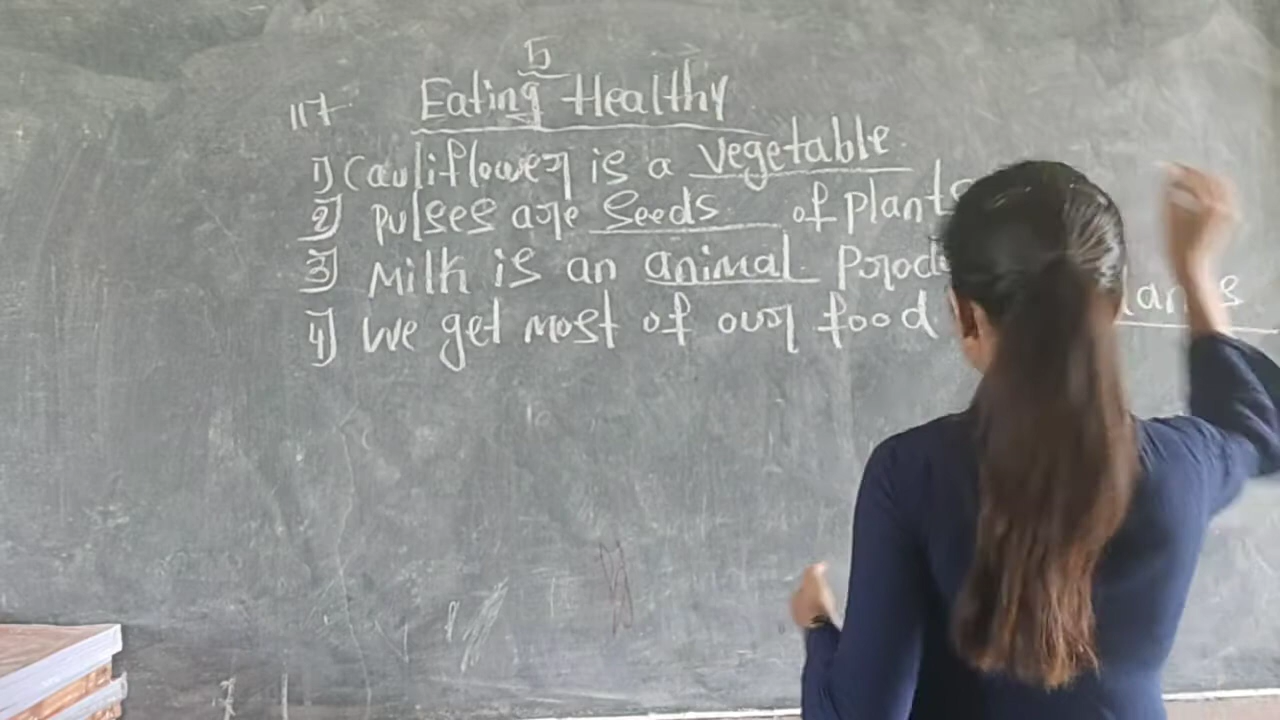 5
117 Eating Healthy
1) Cauliflower is a vegetable.
2) Pulses are seeds of plants
3) Milk is an animal
4) We get most of our food